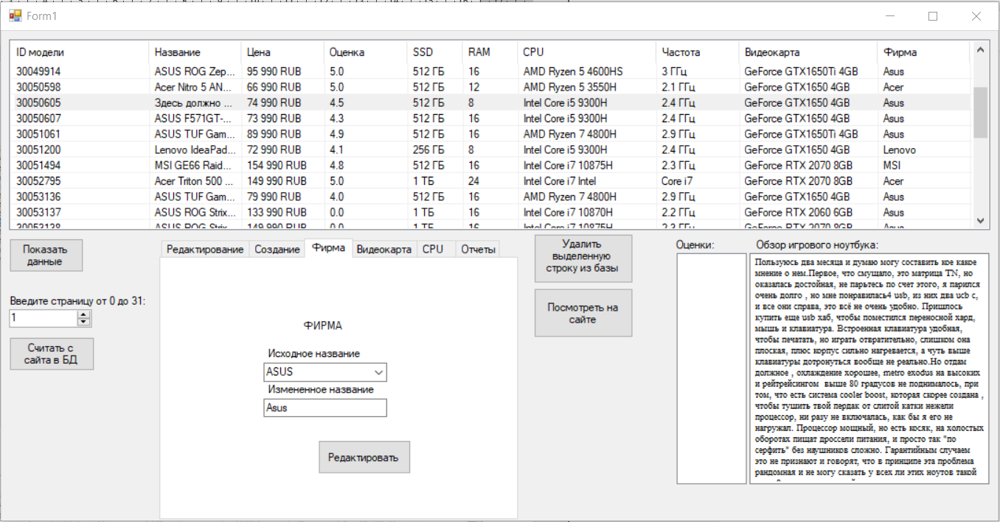 Form1
ID модели Название Цена Оценка SSD RAM CPU Частота Видеокарта Фирма
30049914 ASUS ROG Zep... 95 990 RUB 5.0 512 ГБ 16 AMD Ryzen 5 4600HS 3 ГГц GeForce GTX1650Ti 4GB Asus
30050598 Acer Nitro 5 AN... 66 990 RUB 5.0 512 ГБ 12 AMD Ryzen 5 3550H 2.1 ГГц GeForce GTX1650 4GB Acer
30050605 Здесь должно ... 74 990 RUB 4.5 512 ГБ 8 Intel Core i5 9300H 2.4 ГГц GeForce GTX1650 4GB Asus
30050607 ASUS F571GT-... 73 990 RUB 4.3 512 ГБ 16 Intel Core i5 9300H 2.4 ГГц GeForce GTX1650 4GB Asus
30051061 ASUS TUF Gam... 89 990 RUB 4.9 512 ГБ 16 AMD Ryzen 7 4800H 2.9 ГГц GeForce GTX1650Ti 4GB Asus
30051200 Lenovo IdeaPad... 72 990 RUB 4.1 256 ГБ 8 Intel Core i5 9300H 2.4 ГГц GeForce GTX1650 4GB Lenovo
30051494 MSI GE66 Raid... 154 990 RUB 4.8 512 ГБ 16 Intel Core i7 10875H 2.3 ГГц GeForce RTX 2070 8GB MSI
30052795 Acer Triton 500 ... 149 990 RUB 5.0 1 ТБ 24 Intel Core i7 Intel Core i7 GeForce RTX 2070 8GB Acer
30053136 ASUS TUF Gam... 79 990 RUB 4.0 512 ГБ 16 AMD Ryzen 7 4800H 2.9 ГГц GeForce GTX1650 4GB Asus
30053137 ASUS ROG Strix... 133 990 RUB 0.0 1 ТБ 16 Intel Core i7 10870H 2.2 ГГц GeForce RTX 2060 6GB Asus
30053138 ASUS ROG Strix... 149 990 RUB 0.0 1 ТБ 16 Intel Core i7 10875H 2.3 ГГц GeForce RTX 2070 8GB Asus
Показать
данные
Введите страницу от 0 до 31:
1
Считать с
сайта в БД
Редактирование Создание Фирма Видеокарта CPU Отчеты
ФИРМА
Исходное название
ASUS
Измененное название
Asus
Редактировать
Удалить
выделенную
строку из базы
Посмотреть на
сайте
Оценки:
Обзор игрового ноутбука:
Пользуюсь два месяца и думаю могу составить кое какое
мнение о нем.Первое, что смущало, это матрица TN, но
оказалась достойная, не парьтесь по счет этого, я парился
очень долго , но мне понравилась4 usb, из них два ucb c,
и все они справа, это всё не очень удобно. Пришлось
купить еще usb хаб, чтобы поместился переносной хард,
мышь и клавиатура. Встроенная клавиатура удобная,
чтобы печатать, но играть отвратительно, слишком она
плоская, плюс корпус сильно нагревается, а чуть выше
клавиатуры дотронуться вообще не реально.Но отдам
должное , охлаждение хорошее, metro exodus на высоких
и рейтрейсингом выше 80 градусов не поднималось, при
том, что есть система cooler boost, которая скорее создана ,
чтобы тушить твой пердак от слитой катки нежели
процессор, ни разу не включалась, как бы я его не
нагружал. Процессор мощный, но есть косяк, на холостых
оборотах пищат дроссели питания, и просто так "по
серфить" без наушников сложно. Гарантийным случаем
это не признают и говорят, что в принципе эта проблема
рандомная и не могу сказать у всех ли этих ноутов такой